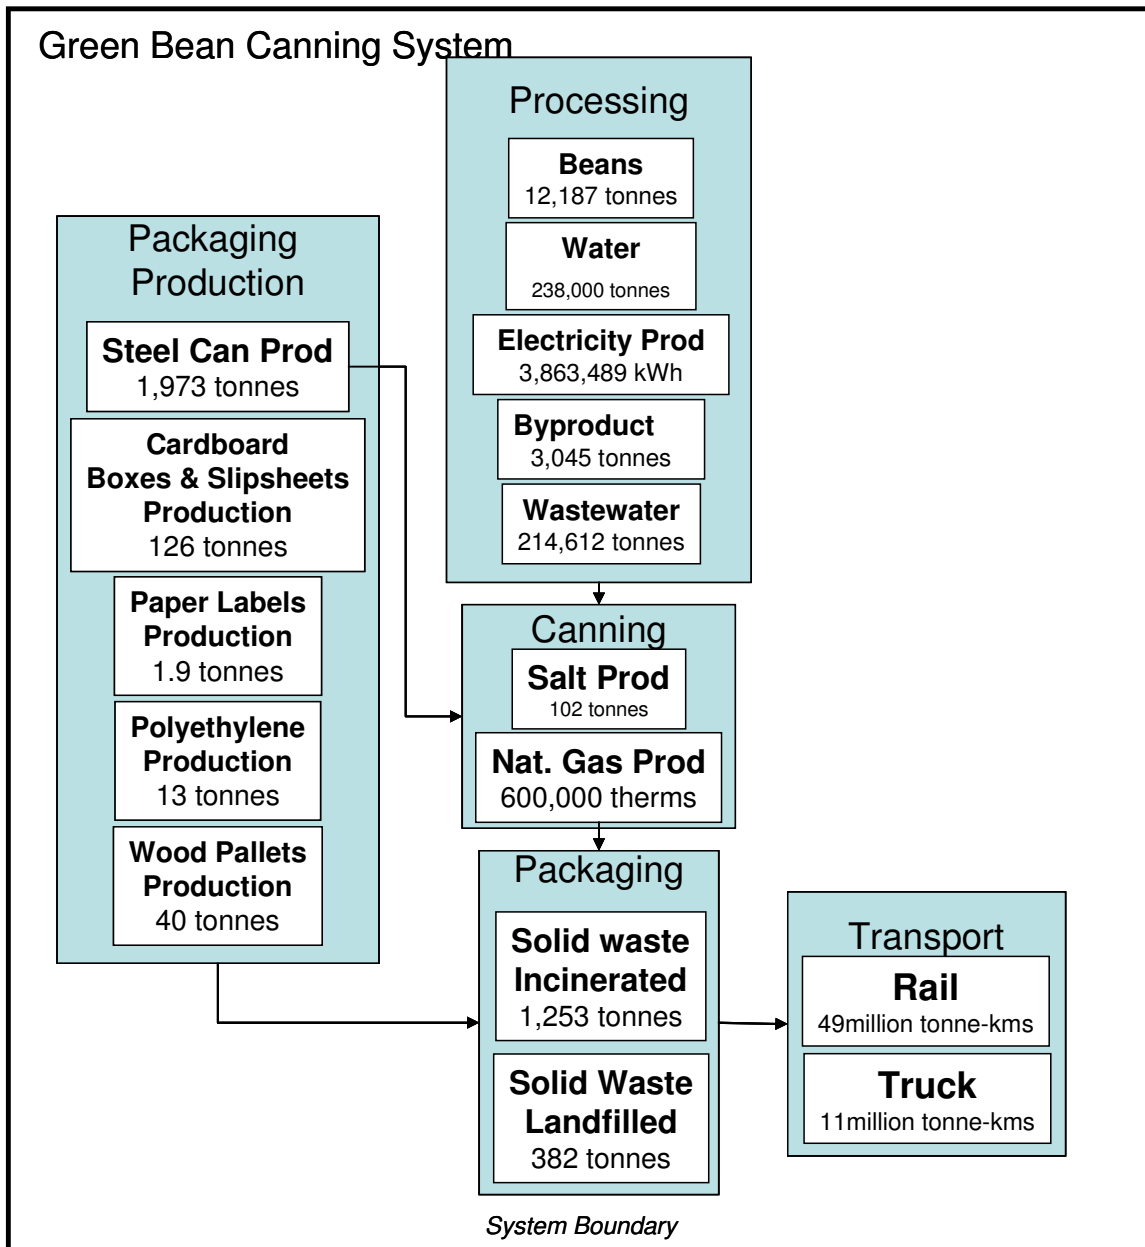 Green Bean Canning System
Processing
Beans
12,187 tonnes
Water
238,000 tonnes
Electricity Prod
3,863,489 kWh
Byproduct
3,045 tonnes
Wastewater
214,612 tonnes
Packaging
Production
Steel Can Prod
1,973 tonnes
Cardboard
Boxes & Slipsheets
Production
126 tonnes
Paper Labels
Production
1.9 tonnes
Polyethylene
Production
13 tonnes
Wood Pallets
Production
40 tonnes
Canning
Salt Prod
102 tonnes
Nat. Gas Prod
600,000 therms
Packaging
Solid waste
Incinerated
1,253 tonnes
Solid Waste
Landfilled
382 tonnes
Transport
Rail
49million tonne-kms
Truck
11million tonne-kms
System Boundary